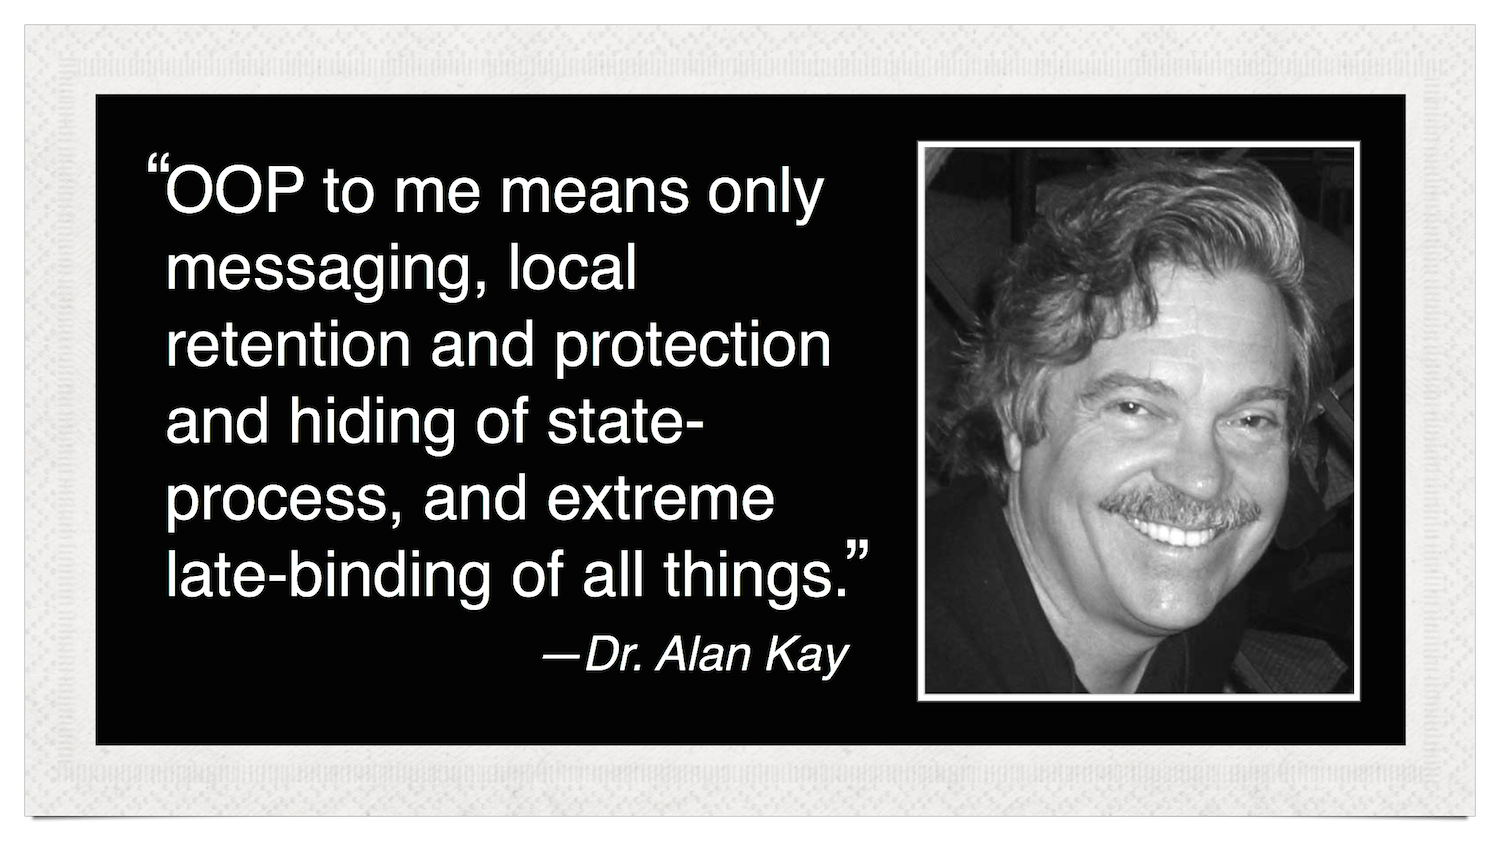 “OOP to me means only
messaging, local
retention and protection
and hiding of state-
process, and extreme
late-binding of all things.”
—Dr. Alan Kay